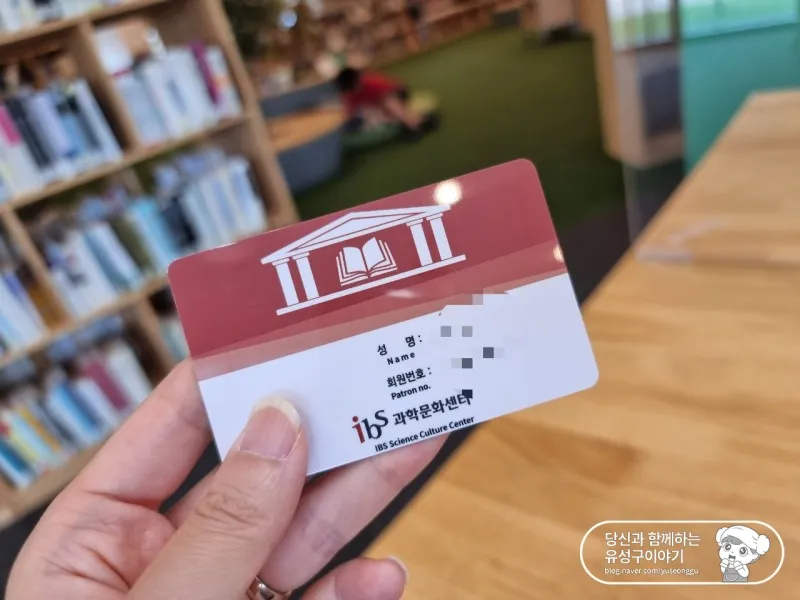 성 명 :
Name
회원번호 :
Patron no.
ibs 과학문화센터
IBS Science Culture Center
당신과 함께하는
유성구이야기
blog.naver.com/yuseonggu